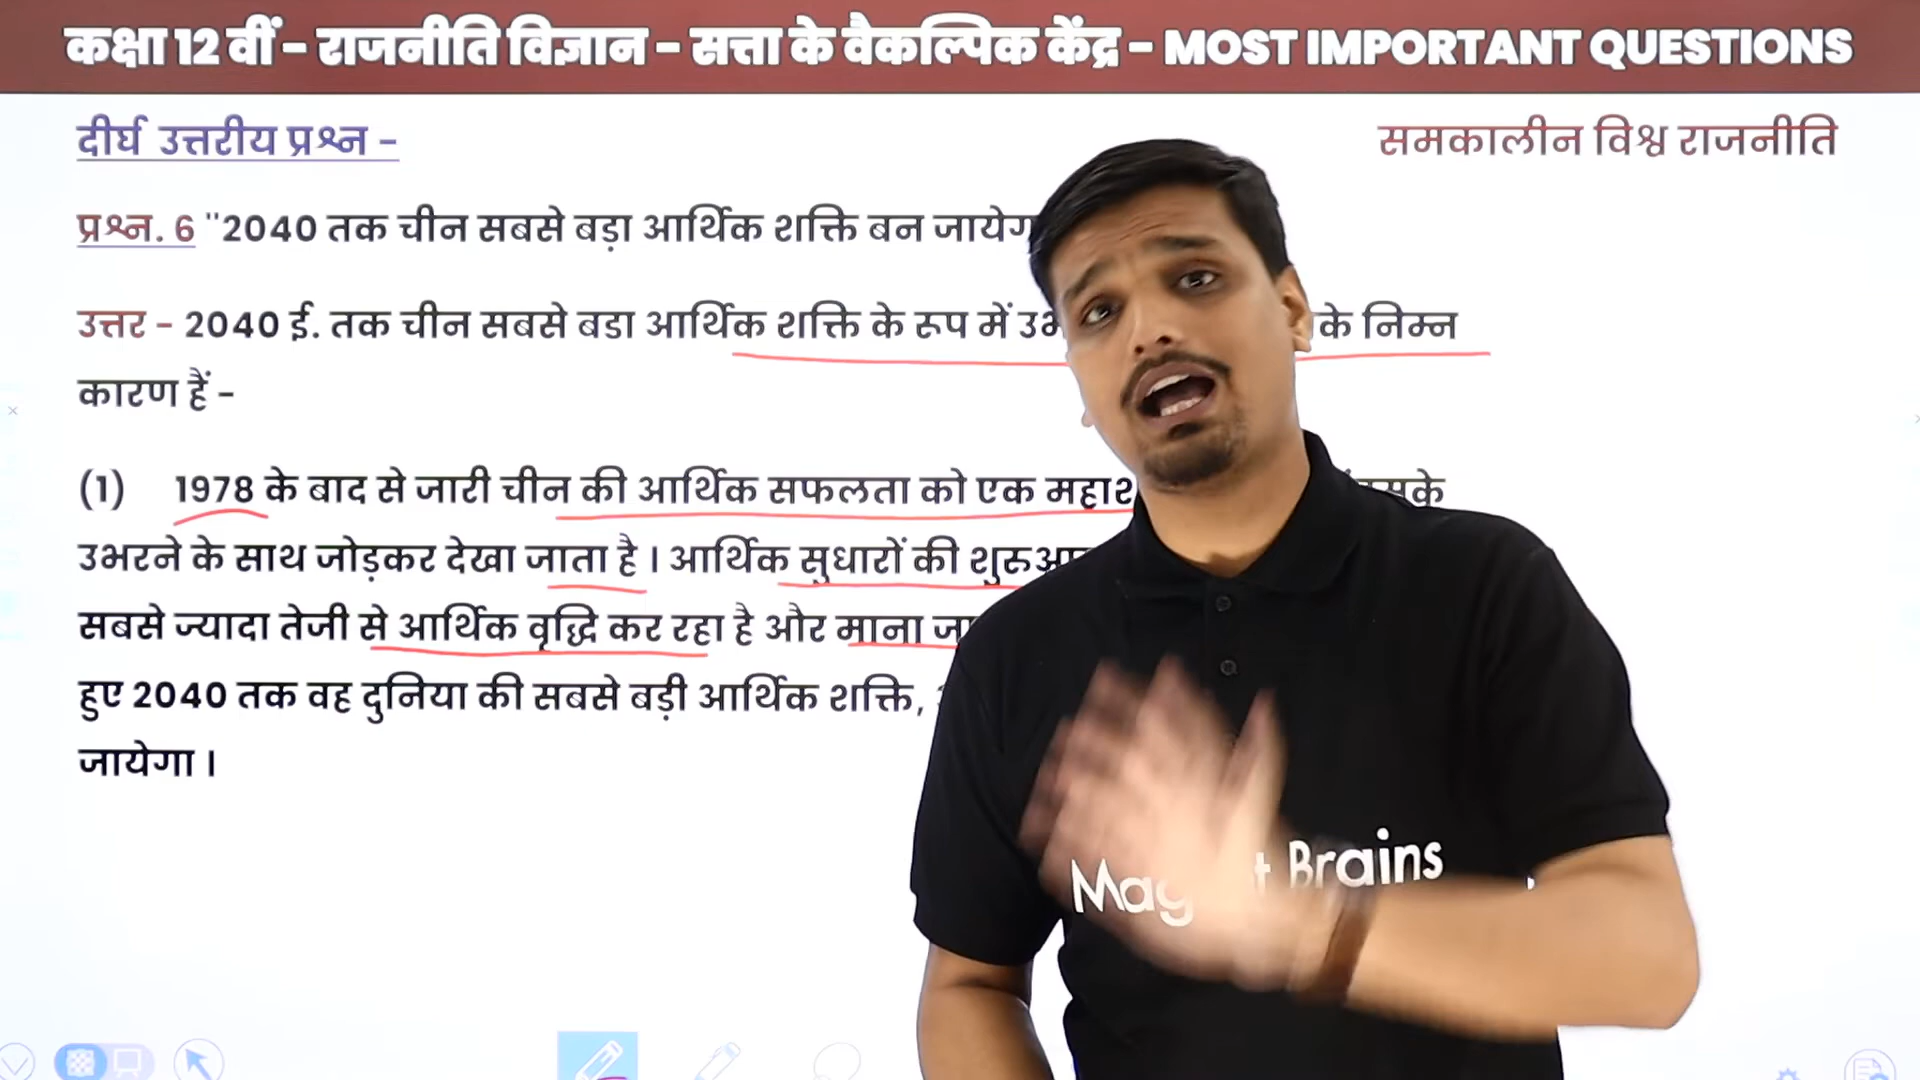 कक्षा 12 वीं - राजनीति विज्ञान - सत्ता के वैकल्पिक केंद्र - MOST IMPORTANT QUESTIONS
दीर्घ उत्तरीय प्रश्न -
समकालीन विश्व राजनीति
प्रश्न. 6 "2040 तक चीन सबसे बड़ा आर्थिक शक्ति बन
उत्तर - 2040 ई. तक चीन सबसे बडा आर्थिक शक्ति के रूप में के निम्न
कारण हैं -
(1) 1978 के बाद से जारी चीन की आर्थिक सफलता को एक
उभरने के साथ जोड़कर देखा जाता है । आर्थिक सुधारों की
सबसे ज्यादा तेजी से आर्थिक वृद्धि कर रहा है और माना
हुए 2040 तक वह दुनिया की सबसे बड़ी आर्थिक शक्ति,
जायेगा ।
Brains